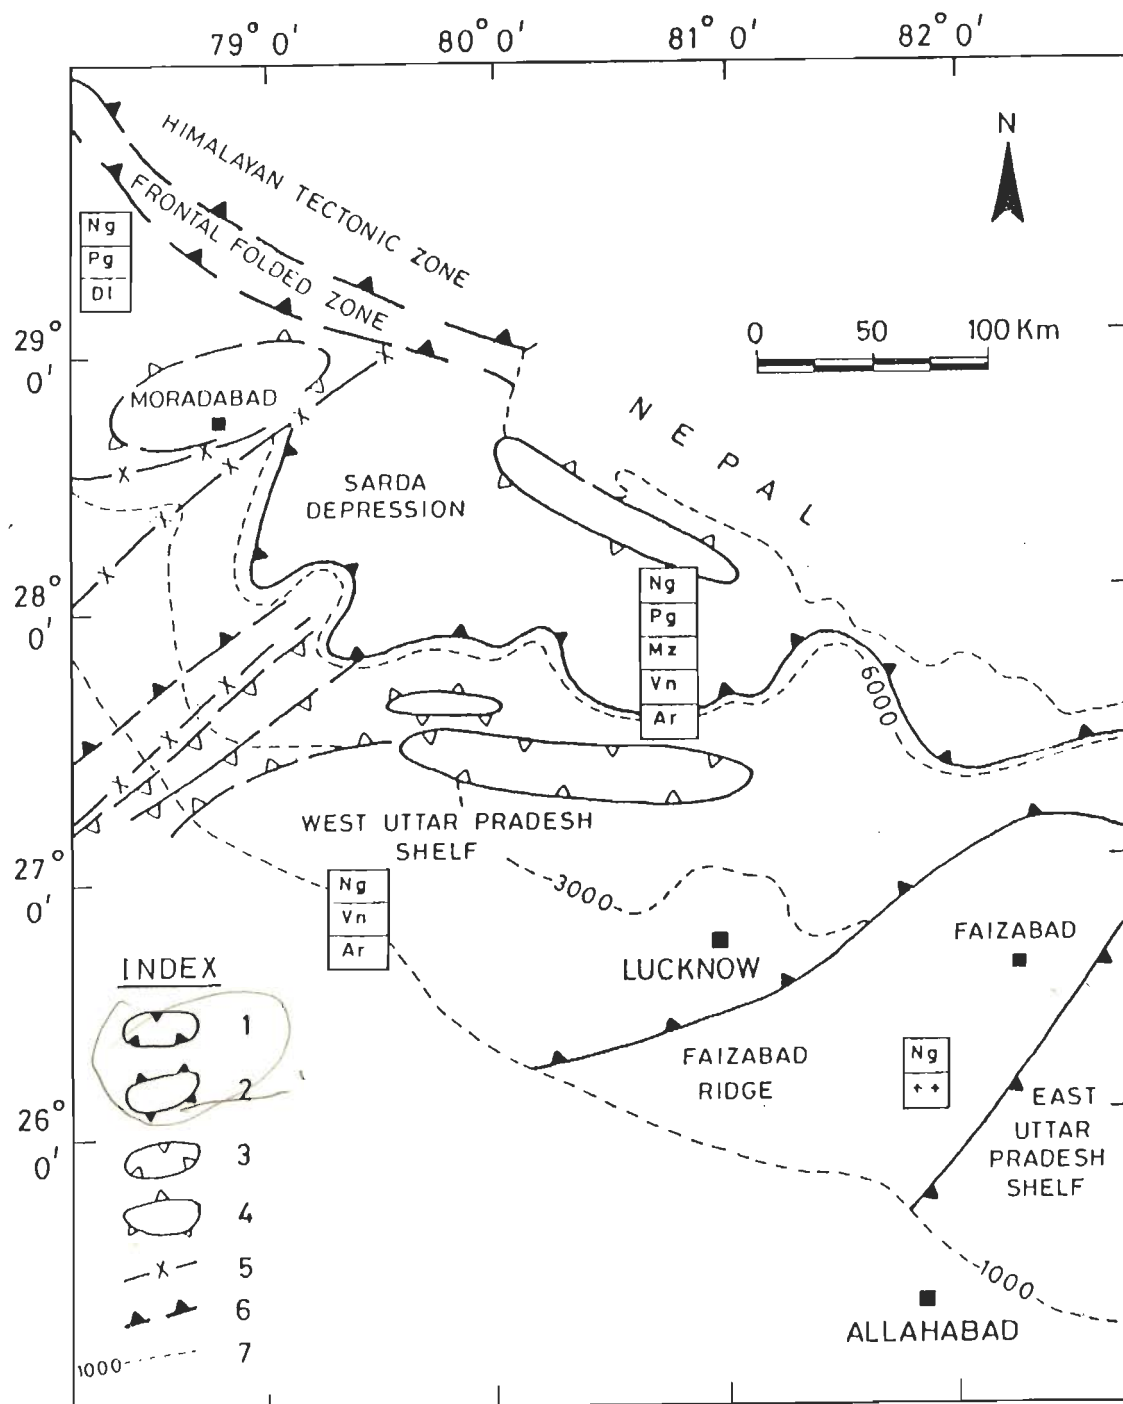 79° 0'
80° 0'
81° 0'
82° 0'
N
HIMALAYAN TECTONIC ZONE
FRONTAL FOLDED ZONE
Ng
Pg
Dl
0 50 100 Km
29°
0'
MORADABAD
NEPAL
SARDA
DEPRESSION
28°
0'
Ng
Pg
Mz
Vn
Ar
6000
WEST UTTAR PRADESH
SHELF
27°
0'
3000
Ng
Vn
Ar
LUCKNOW
FAIZABAD
FAIZABAD
RIDGE
Ng
EAST
UTTAR
PRADESH
SHELF
26°
0'
1000
ALLAHABAD
INDEX
1
2
3
4
5
6
1000 7